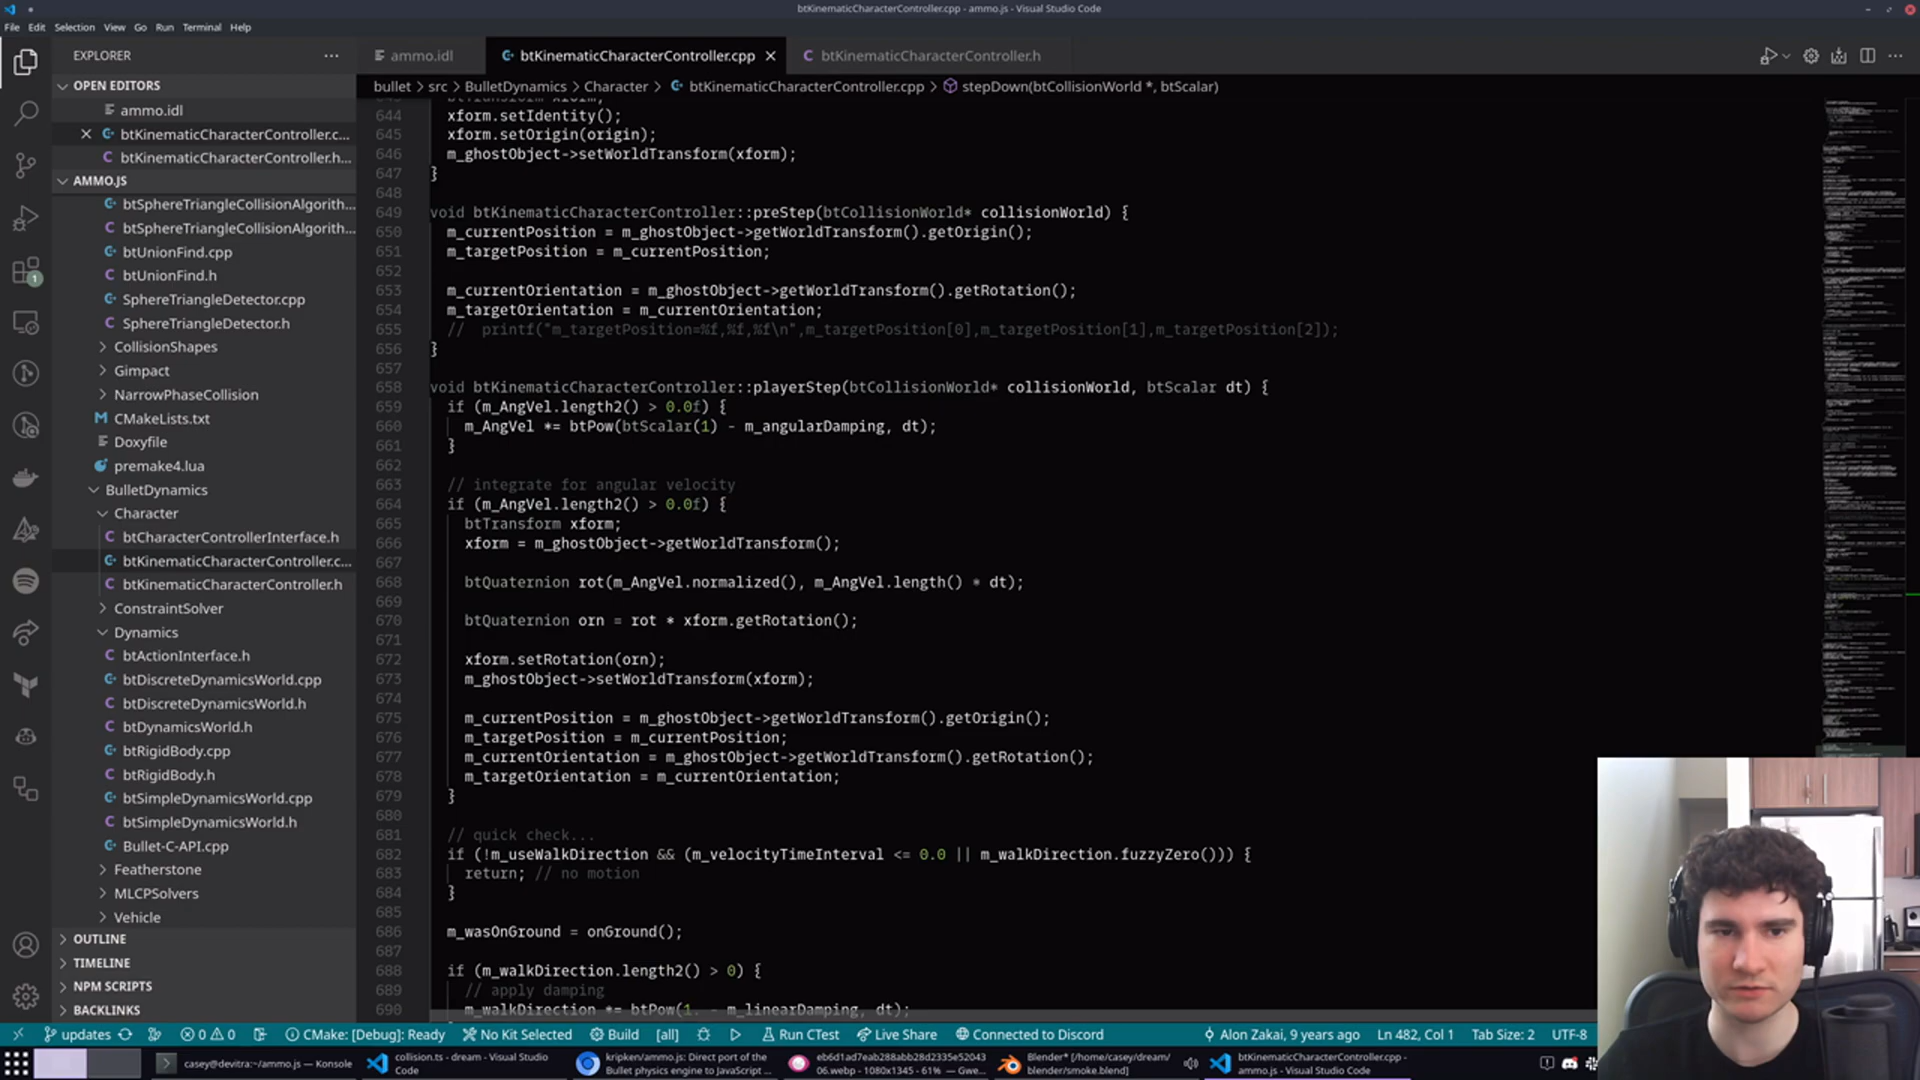 btKinematicCharacterController.cpp - ammo.js - Visual Studio Code
File Edit Selection View Go Run Terminal Help
EXPLORER
ammo.idl
btKinematicCharacterController.cpp
btKinematicCharacterController.h
OPEN EDITORS
ammo.idl
btKinematicCharacterController.c...
btKinematicCharacterController.h...
AMMO.JS
btSphereTriangleCollisionAlgorith...
btSphereTriangleCollisionAlgorith...
btUnionFind.cpp
btUnionFind.h
SphereTriangleDetector.cpp
SphereTriangleDetector.h
CollisionShapes
Gimpact
NarrowPhaseCollision
CMakeLists.txt
Doxyfile
premake4.lua
BulletDynamics
Character
btCharacterControllerInterface.h
btKinematicCharacterController.c...
btKinematicCharacterController.h
ConstraintSolver
Dynamics
btActionInterface.h
btDiscreteDynamicsWorld.cpp
btDiscreteDynamicsWorld.h
btDynamicsWorld.h
btRigidBody.cpp
btRigidBody.h
btSimpleDynamicsWorld.cpp
btSimpleDynamicsWorld.h
Bullet-C-API.cpp
Featherstone
MLCPSolvers
Vehicle
OUTLINE
TIMELINE
NPM SCRIPTS
BACKLINKS
1
bullet > src > BulletDynamics > Character > btKinematicCharacterController.cpp > stepDown(btCollisionWorld *, btScalar)
644 xform.setIdentity();
645 xform.setOrigin(origin);
646 m_ghostObject->setWorldTransform(xform);
647 }
648
649 void btKinematicCharacterController::preStep(btCollisionWorld* collisionWorld) {
650 m_currentPosition = m_ghostObject->getWorldTransform().getOrigin();
651 m_targetPosition = m_currentPosition;
652
653 m_currentOrientation = m_ghostObject->getWorldTransform().getRotation();
654 m_targetOrientation = m_currentOrientation;
655 // printf("m_targetPosition=%f,%f,%f\n",m_targetPosition[0],m_targetPosition[1],m_targetPosition[2]);
656 }
657
658 void btKinematicCharacterController::playerStep(btCollisionWorld* collisionWorld, btScalar dt) {
659 if (m_AngVel.length2() > 0.0f) {
660 m_AngVel *= btPow(btScalar(1) - m_angularDamping, dt);
661 }
662
663 // integrate for angular velocity
664 if (m_AngVel.length2() > 0.0f) {
665 btTransform xform;
666 xform = m_ghostObject->getWorldTransform();
667
668 btQuaternion rot(m_AngVel.normalized(), m_AngVel.length() * dt);
669
670 btQuaternion orn = rot * xform.getRotation();
671
672 xform.setRotation(orn);
673 m_ghostObject->setWorldTransform(xform);
674
675 m_currentPosition = m_ghostObject->getWorldTransform().getOrigin();
676 m_targetPosition = m_currentPosition;
677 m_currentOrientation = m_ghostObject->getWorldTransform().getRotation();
678 m_targetOrientation = m_currentOrientation;
679 }
680
681 // quick check...
682 if (!m_useWalkDirection && (m_velocityTimeInterval <= 0.0 || m_walkDirection.fuzzyZero())) {
683 return; // no motion
684 }
685
686 m_wasOnGround = onGround();
687
688 if (m_walkDirection.length2() > 0) {
689 // apply damping
690 m_walkDirection *= btPow(1. - m_linearDamping, dt);
updates 0 0 CMake: [Debug]: Ready No Kit Selected Build [all] Run CTest Live Share Connected to Discord Alon Zakai, 9 years ago Ln 482, Col 1 Tab Size: 2 UTF-8
casey@devitra:~/ammo.js — Konsole
collision.ts - dream - Visual Studio Code
kripken/ammo.js: Direct port of the Bullet physics engine to JavaScript ...
eb6d1ad7eab288abb28d2335e5204306.webp - 1080x1345 - 61% — Gwe...
Blender* [/home/casey/dream/blender/smoke.blend]
btKinematicCharacterController.cpp - ammo.js - Visual Studio Code